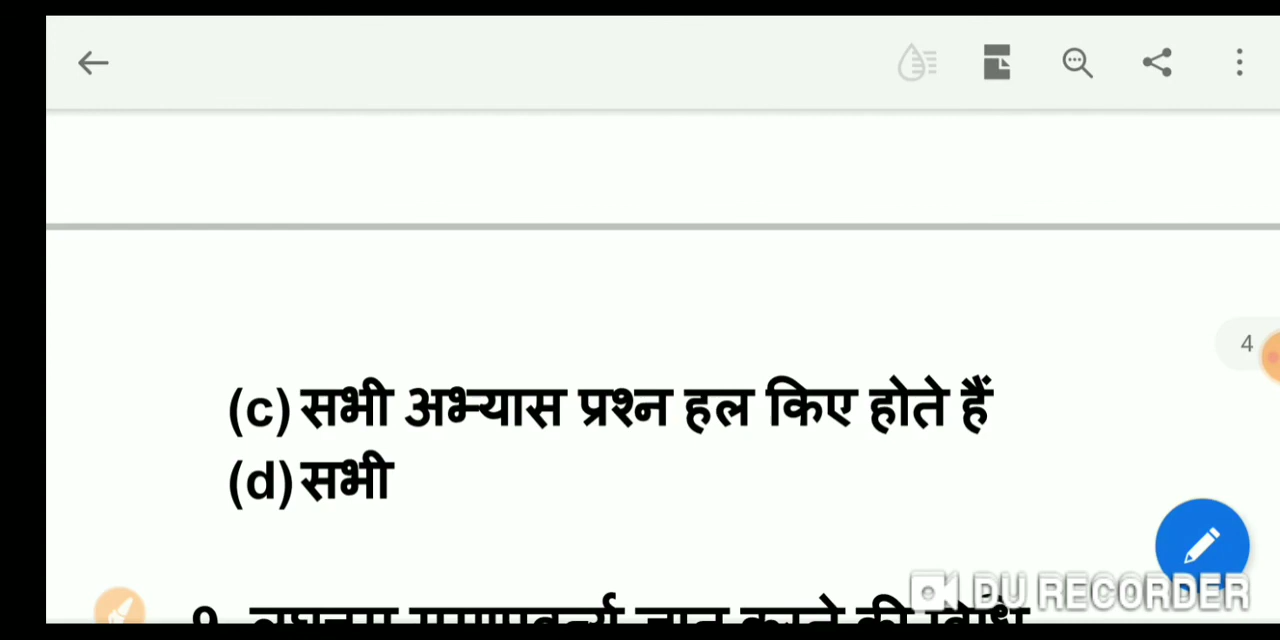 4
(c) सभी अभ्यास प्रश्न हल किए होते हैं
(d) सभी
DU RECORDER